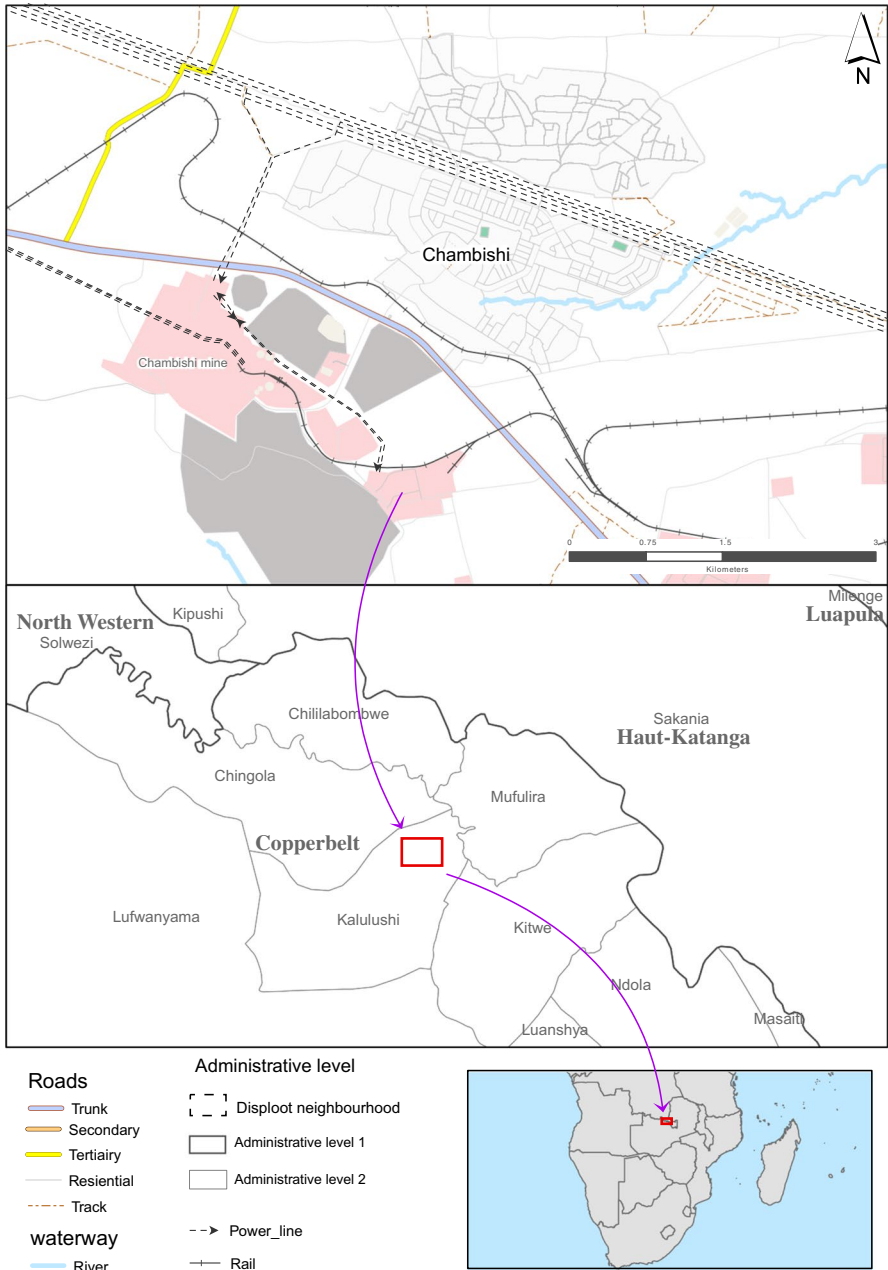 N
Chambishi
Chambishi mine
0 0.75 1.5 3
Kilometers
Milenge
Luapula
North Western
Kipushi
Solwezi
Chililabombwe
Sakania
Haut-Katanga
Chingola
Mufulira
Copperbelt
Lufwanyama
Kalulushi
Kitwe
Ndola
Masaiti
Luanshya
Roads
Trunk
Secondary
Tertiairy
Resiential
Track
waterway
River
Administrative level
Disploot neighbourhood
Administrative level 1
Administrative level 2
Power_line
Rail